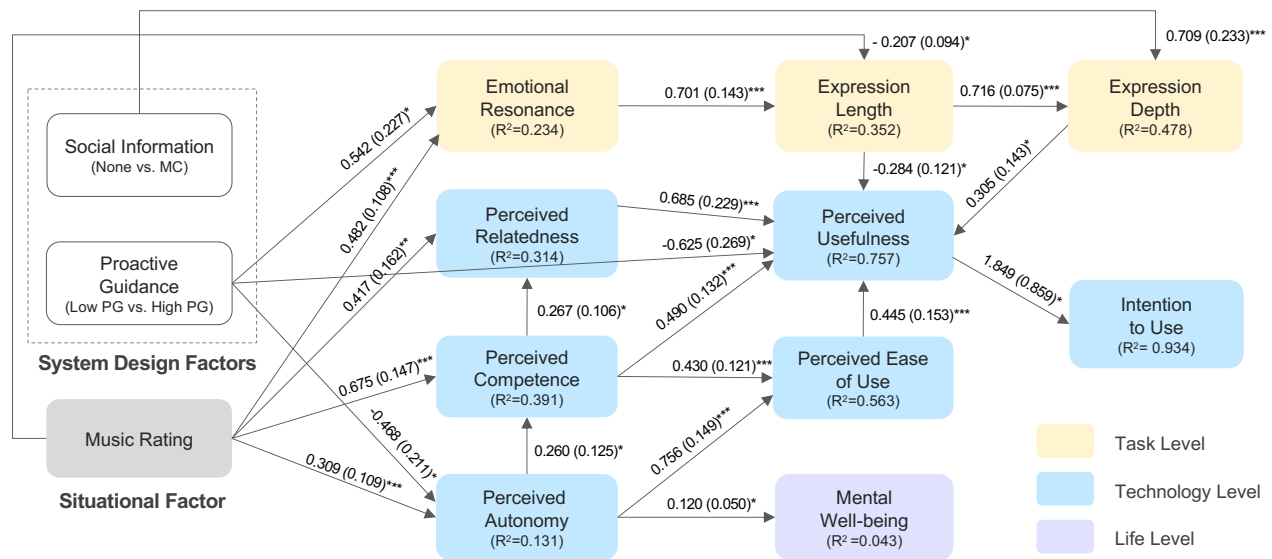 - 0.207 (0.094)*
0.709 (0.233)***
Emotional
Resonance
(R²=0.234)
0.701 (0.143)***
Expression
Length
(R²=0.352)
0.716 (0.075)***
Expression
Depth
(R²=0.478)
Social Information
(None vs. MC)
0.542 (0.227)*
0.482 (0.108)***
-0.284 (0.121)*
0.305 (0.143)*
Perceived
Relatedness
(R²=0.314)
0.685 (0.229)***
Perceived
Usefulness
(R²=0.757)
Proactive
Guidance
(Low PG vs. High PG)
0.417 (0.162)**
-0.625 (0.269)*
0.490 (0.132)***
1.849 (0.859)*
Intention
to Use
(R²= 0.934)
0.267 (0.106)*
0.445 (0.153)***
System Design Factors
0.675 (0.147)***
Perceived
Competence
(R²=0.391)
0.430 (0.121)***
Perceived Ease
of Use
(R²=0.563)
Music Rating
-0.468 (0.211)*
0.309 (0.109)***
0.260 (0.125)*
0.756 (0.149)***
Situational Factor
Perceived
Autonomy
(R²=0.131)
0.120 (0.050)*
Mental
Well-being
(R²=0.043)
Task Level
Technology Level
Life Level